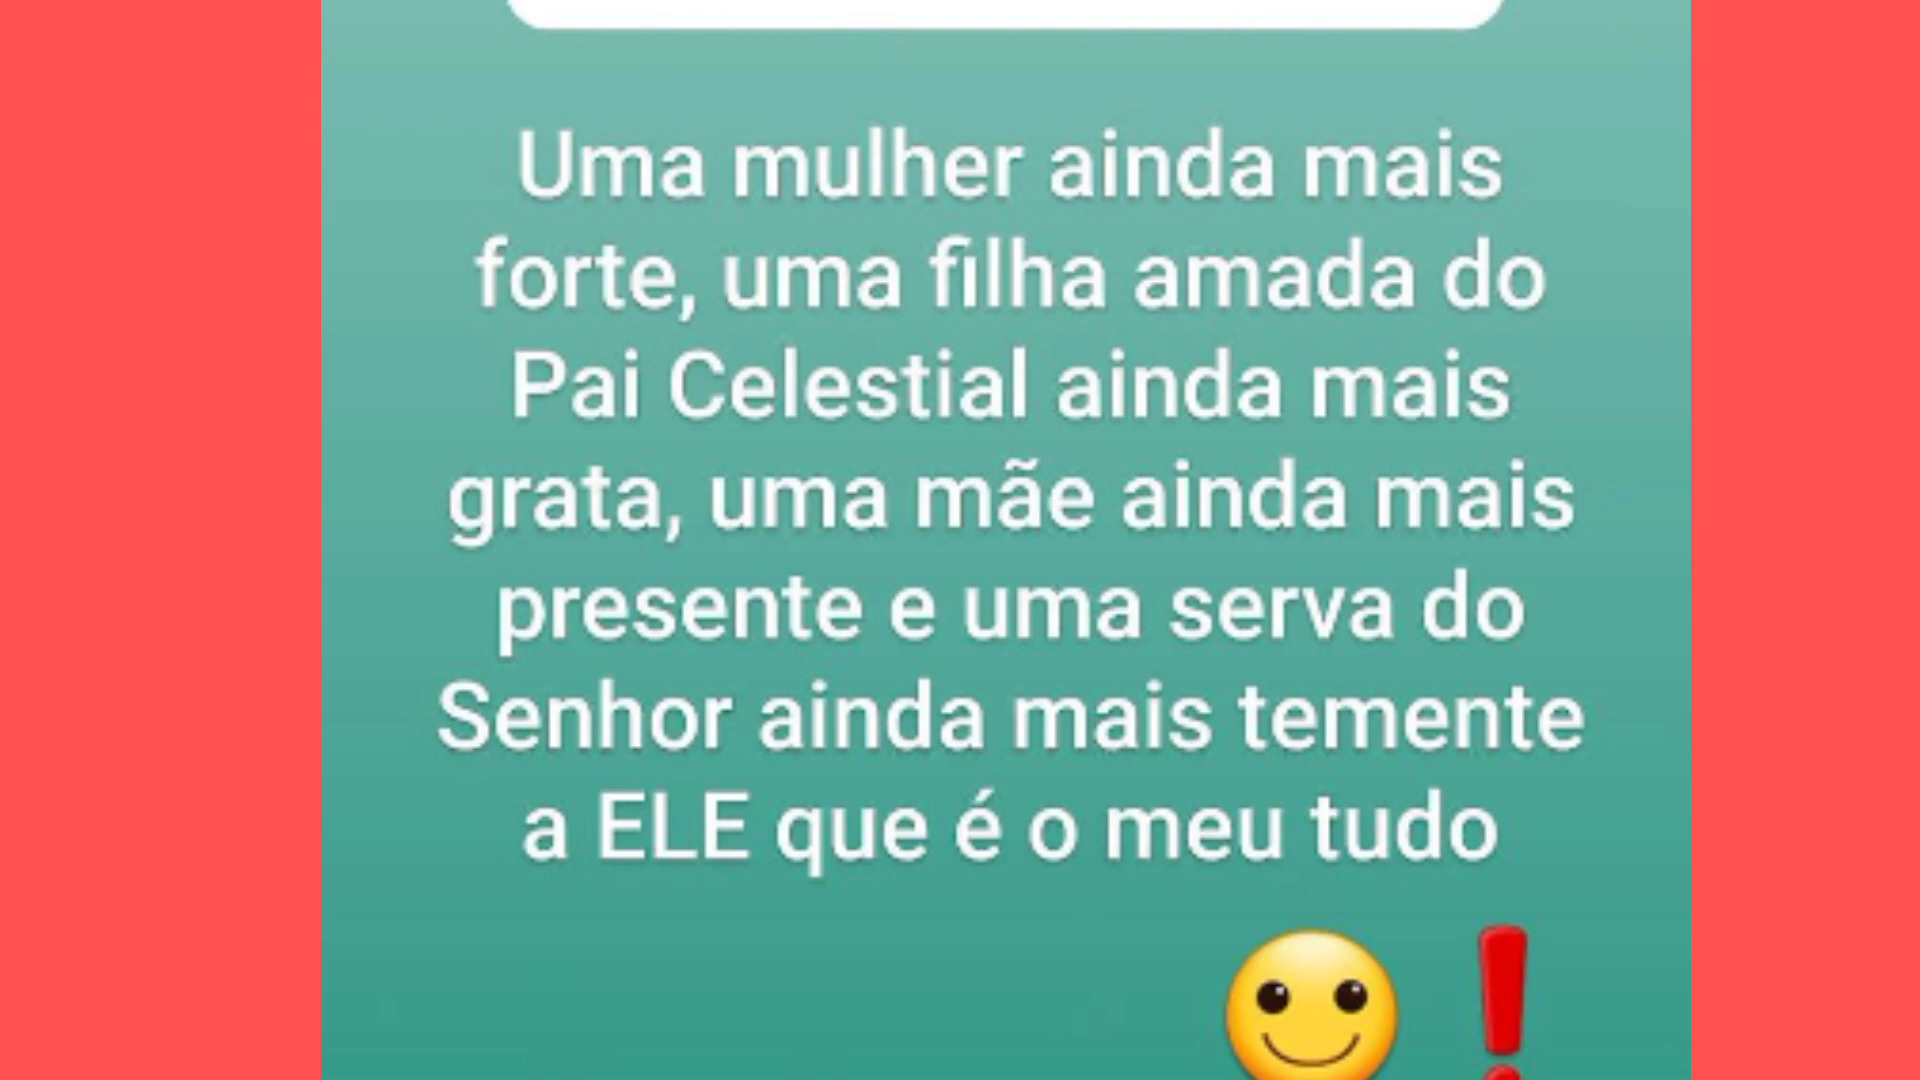 Uma mulher ainda mais
forte, uma filha amada do
Pai Celestial ainda mais
grata, uma mãe ainda mais
presente e uma serva do
Senhor ainda mais temente
a ELE que é o meu tudo
🙂❗